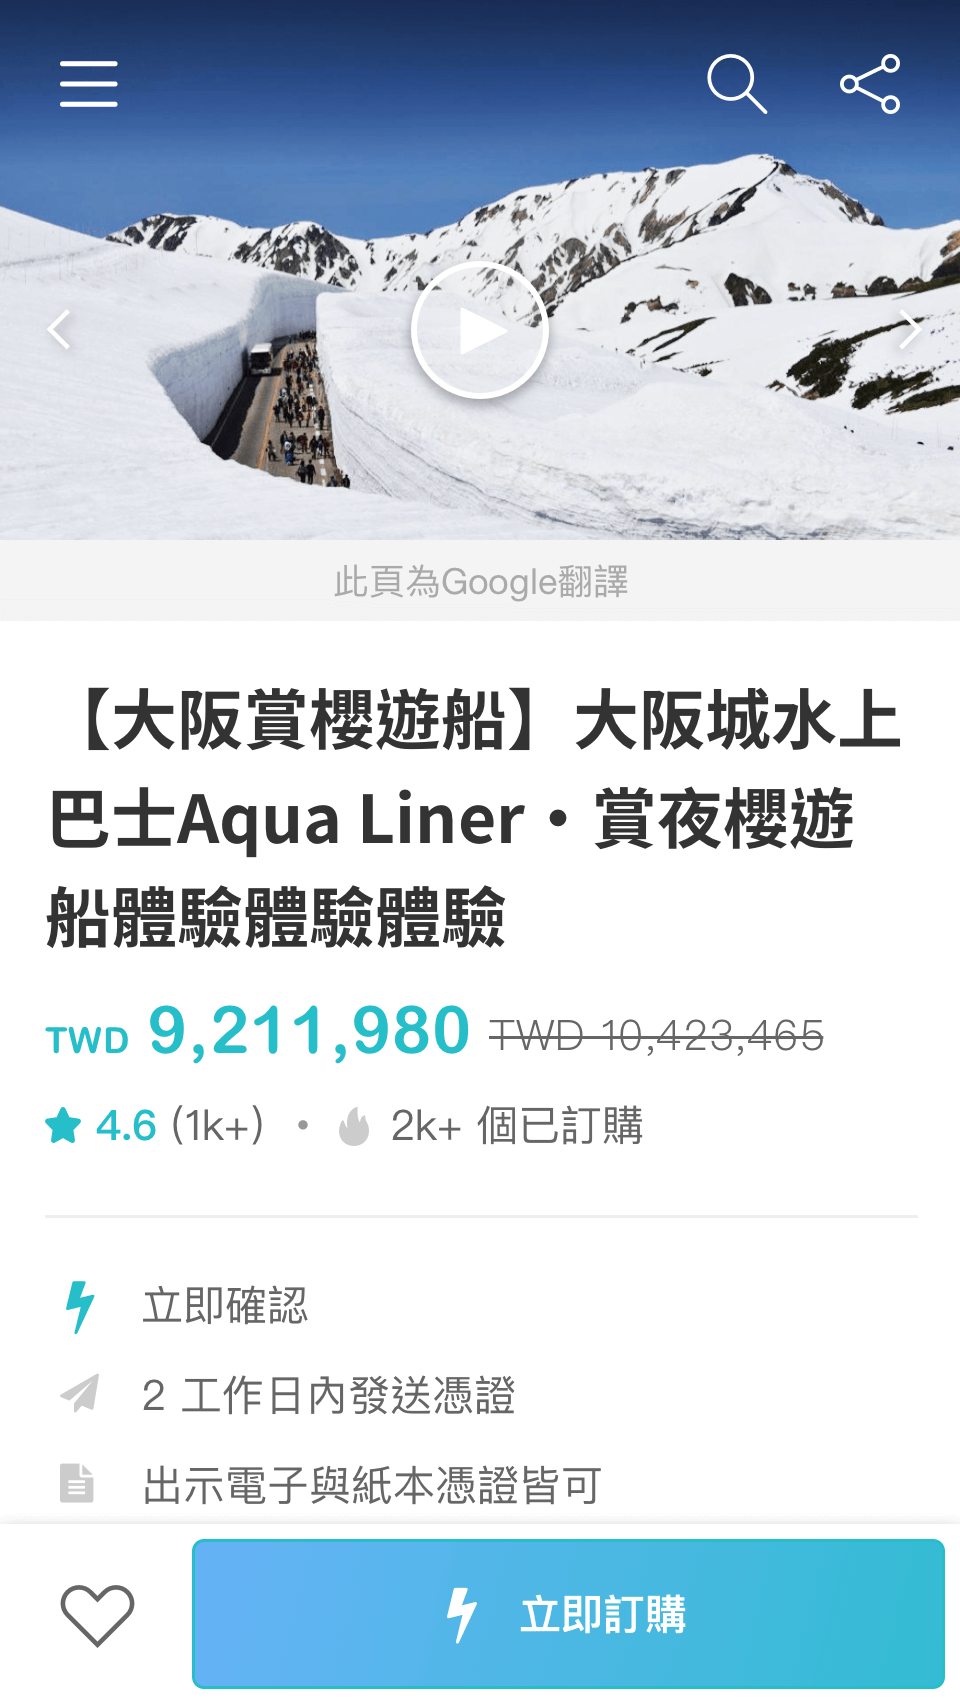 此頁為Google翻譯
【大阪賞櫻遊船】大阪城水上
巴士Aqua Liner・賞夜櫻遊
船體驗體驗體驗
TWD 9,211,980 TWD 10,423,465
4.6 (1k+) • 2k+ 個已訂購
立即確認
2 工作日內發送憑證
出示電子與紙本憑證皆可
立即訂購